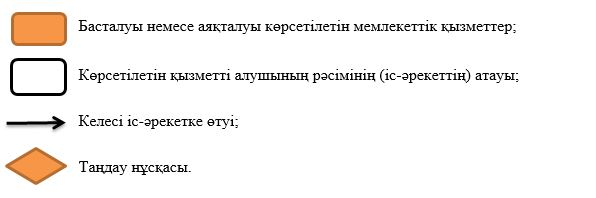 Басталуы немесе аяқталуы көрсетілетін мемлекеттік қызметтер;
Көрсетілетін қызметті алушының рәсімінің (іс-әрекеттің) атауы;
Келесі іс-әрекетке өтуі;
Таңдау нұсқасы.